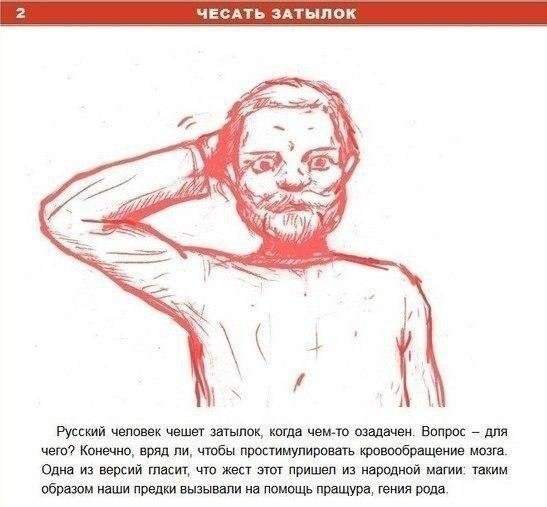 2
ЧЕСАТЬ ЗАТЫЛОК
Русский человек чешет затылок, когда чем-то озадачен. Вопрос – для
чего? Конечно, вряд ли, чтобы простимулировать кровообращение мозга.
Одна из версий гласит, что жест этот пришел из народной магии: таким
образом наши предки вызывали на помощь пращура, гения рода.